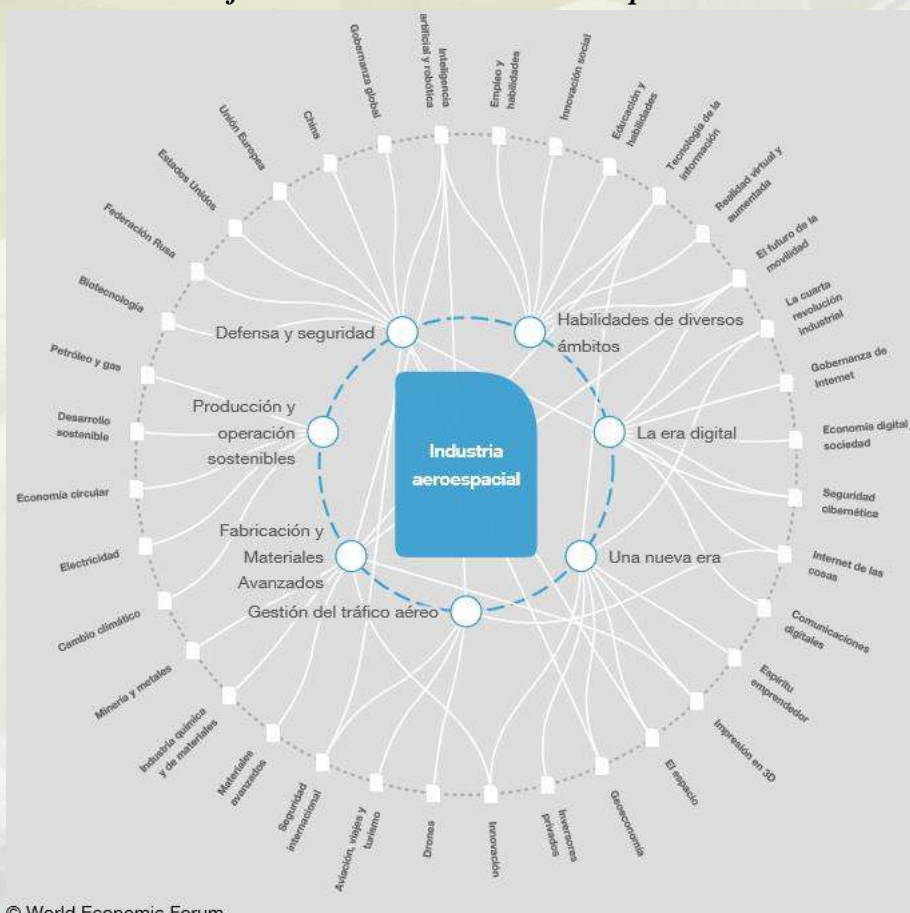 Gobernanza global
Inteligencia
artificial y robótica
Empleo y
habilidades
Innovación social
Educación y
habilidades
Tecnología de la
información
Realidad virtual y
aumentada
El futuro de la
movilidad
La cuarta
revolución
industrial
Gobernanza de
Internet
Economía digital y
sociedad
Seguridad
cibernética
Internet de las
cosas
Comunicaciones
digitales
Espíritu
emprendedor
Impresión en 3D
El espacio
Geoeconomía
Inversores
privados
Innovación
Drones
Aviación, viajes y
turismo
Seguridad
internacional
Materiales
avanzados
Industria química
y de materiales
Minería y metales
Cambio climático
Electricidad
Economía circular
Desarrollo
sostenible
Petróleo y gas
Biotecnología
Federación Rusa
Estados Unidos
Unión Europea
China
Defensa y seguridad
Habilidades de diversos
ámbitos
Producción y
operación
sostenibles
La era digital
Industria
aeroespacial
Fabricación y
Materiales
Avanzados
Una nueva era
Gestión del tráfico aéreo
© World Economic Forum